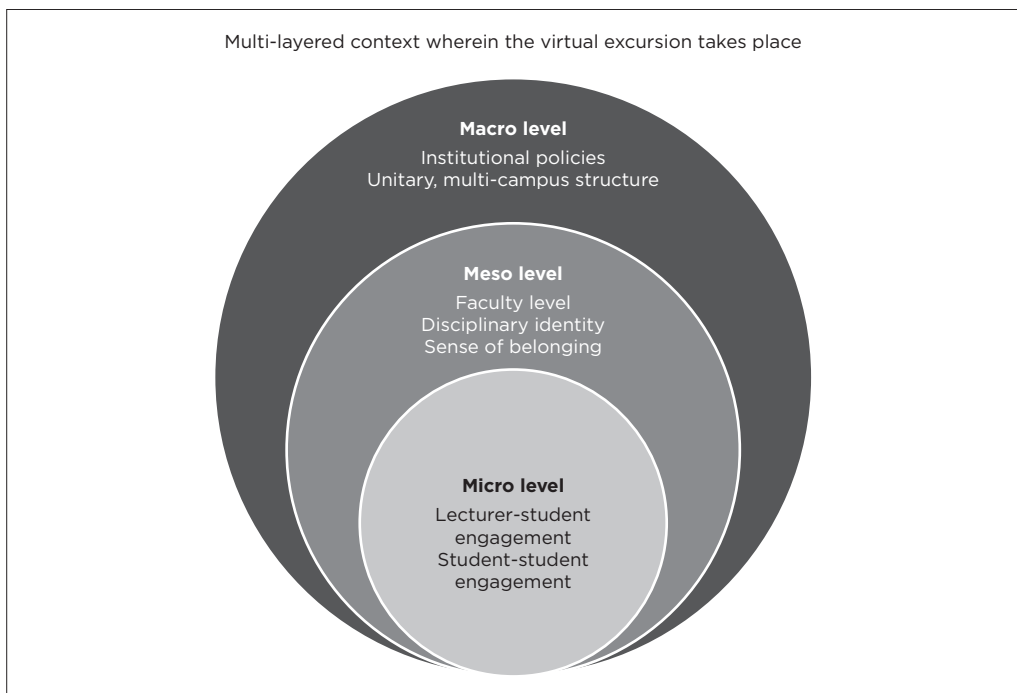 Multi-layered context wherein the virtual excursion takes place
Macro level
Institutional policies
Unitary, multi-campus structure
Meso level
Faculty level
Disciplinary identity
Sense of belonging
Micro level
Lecturer-student
engagement
Student-student
engagement